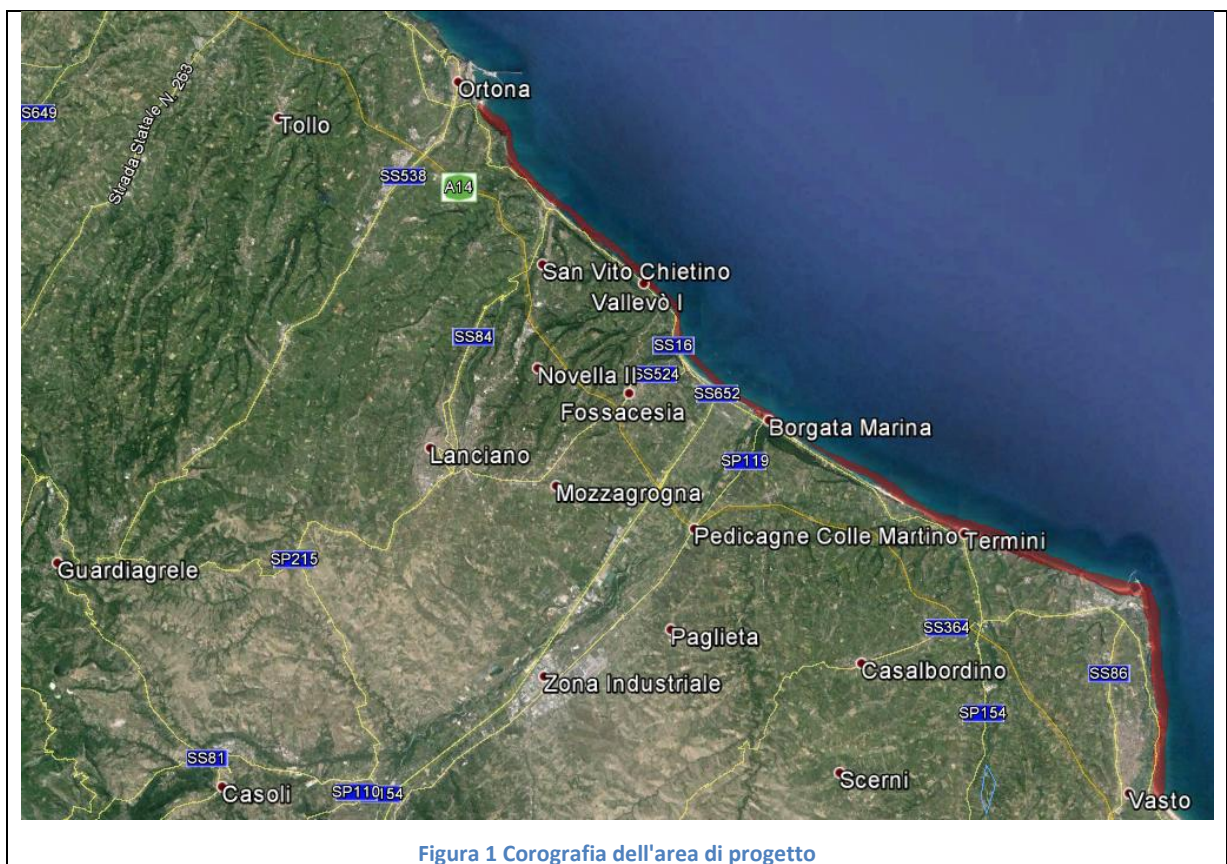 Ortona
Strada Statale N. 263
SS649
Tollo
SS538
A14
San Vito Chietino
Vallevò I
SS84
SS16
Novella II
SS524
SS652
Fossacesia
Borgata Marina
Lanciano
SP119
Mozzagrogna
Pedicagne Colle Martino
Termini
SP215
Guardiagrele
Paglieta
SS364
Casalbordino
SS86
Zona Industriale
SP154
SS81
Scerni
Casoli
SP110
154
Vasto
Figura 1 Corografia dell'area di progetto